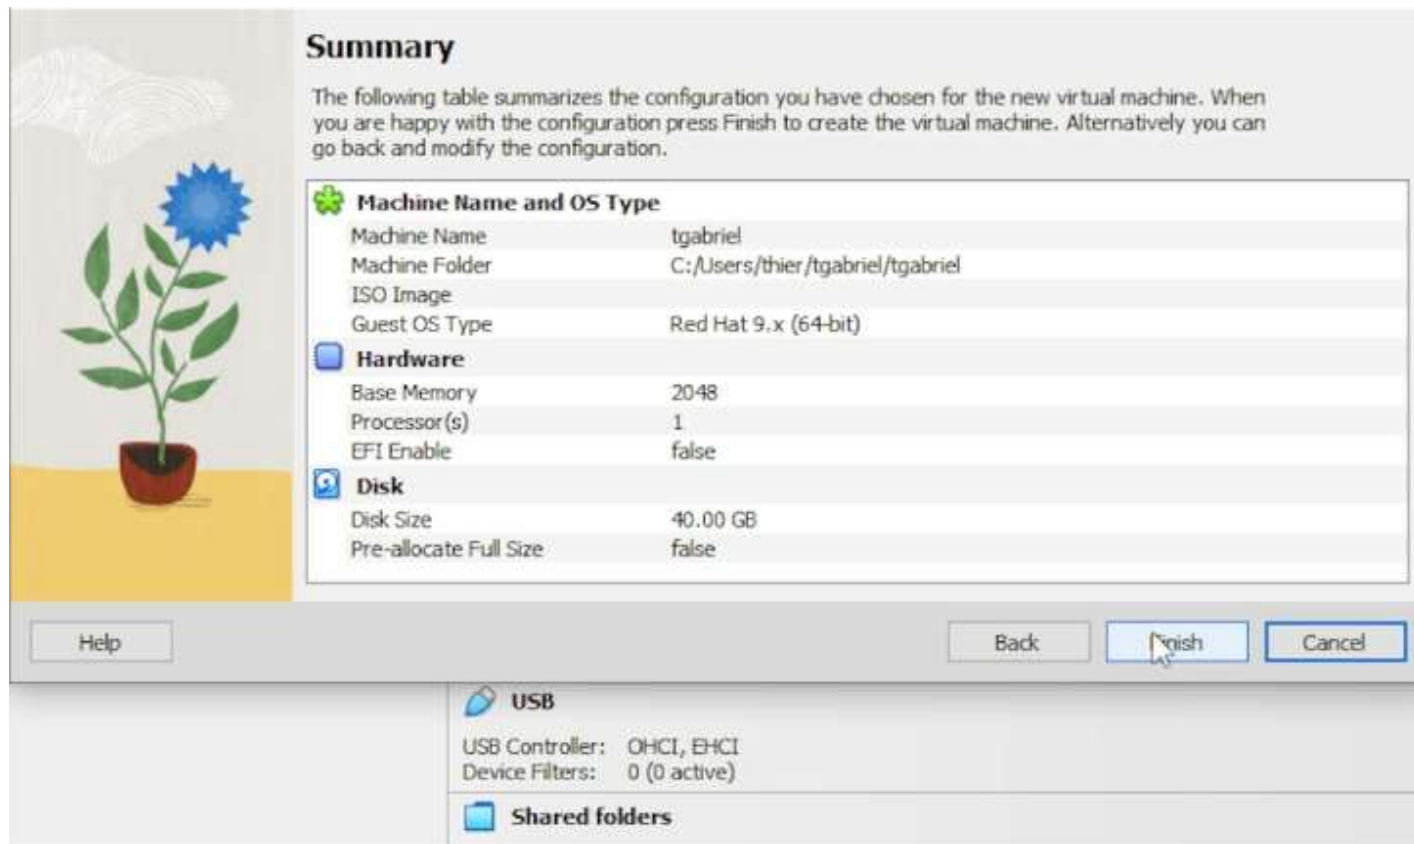 Summary
The following table summarizes the configuration you have chosen for the new virtual machine. When
you are happy with the configuration press Finish to create the virtual machine. Alternatively you can
go back and modify the configuration.
Machine Name and OS Type
Machine Name tgabriel
Machine Folder C:/Users/thier/tgabriel/tgabriel
ISO Image
Guest OS Type Red Hat 9.x (64-bit)
Hardware
Base Memory 2048
Processor(s) 1
EFI Enable false
Disk
Disk Size 40.00 GB
Pre-allocate Full Size false
Help Back Finish Cancel
USB
USB Controller: OHCI, EHCI
Device Filters: 0 (0 active)
Shared folders